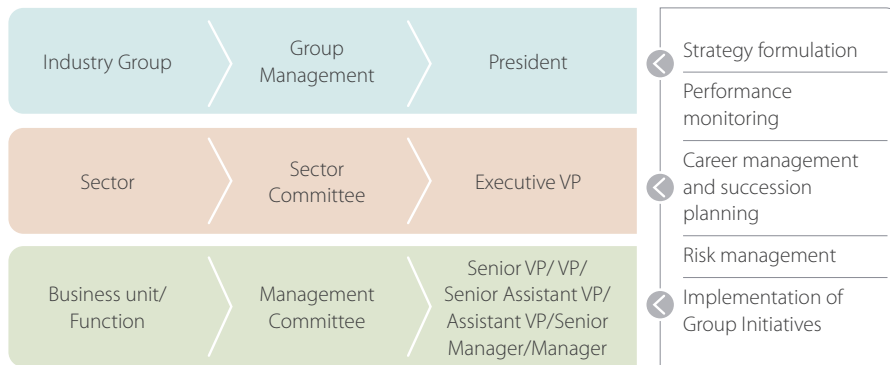 Industry Group
Group
Management
President
Sector
Sector
Committee
Executive VP
Business unit/
Function
Management
Committee
Senior VP/ VP/
Senior Assistant VP/
Assistant VP/Senior
Manager/Manager
Strategy formulation
Performance
monitoring
Career management
and succession
planning
Risk management
Implementation of
Group Initiatives